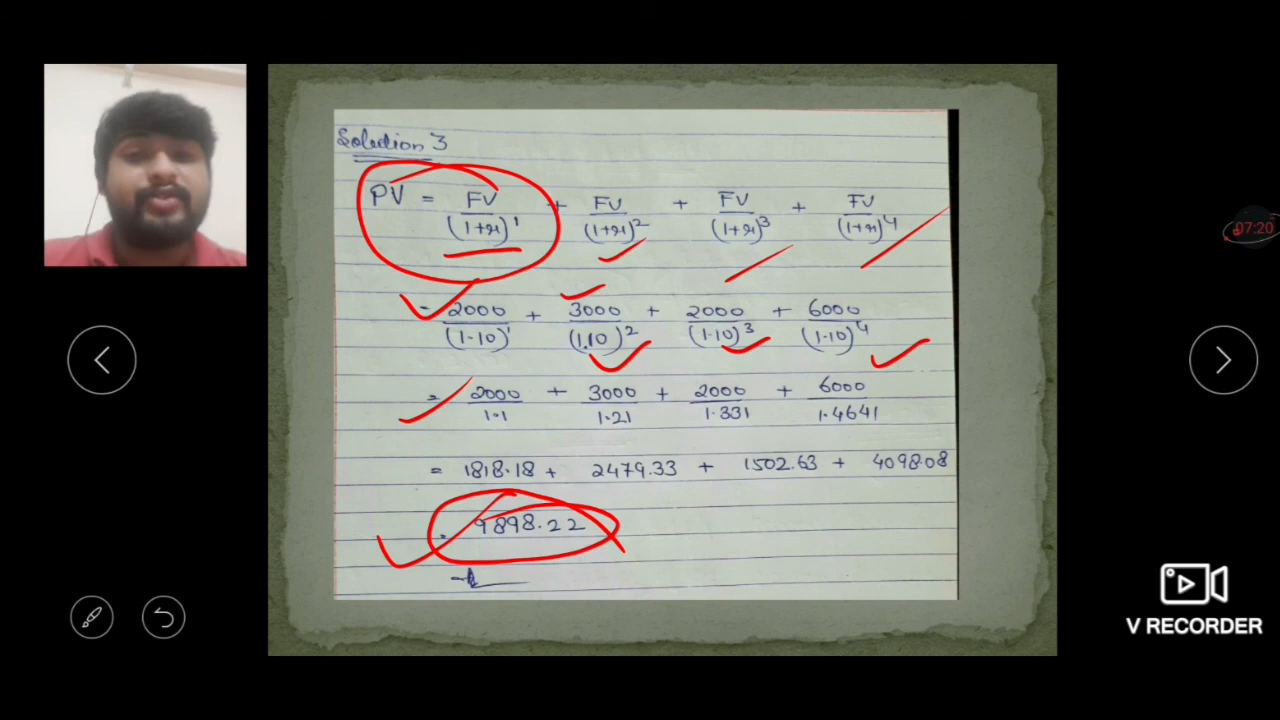 Solution 3
PV = FV/(1+r)^1 + FV/(1+r)^2 + FV/(1+r)^3 + FV/(1+r)^4
= 2000/(1.10)^1 + 3000/(1.10)^2 + 2000/(1.10)^3 + 6000/(1.10)^4
= 2000/1.1 + 3000/1.21 + 2000/1.331 + 6000/1.4641
= 1818.18 + 2479.33 + 1502.63 + 4098.08
= 9898.22
07:20
V RECORDER